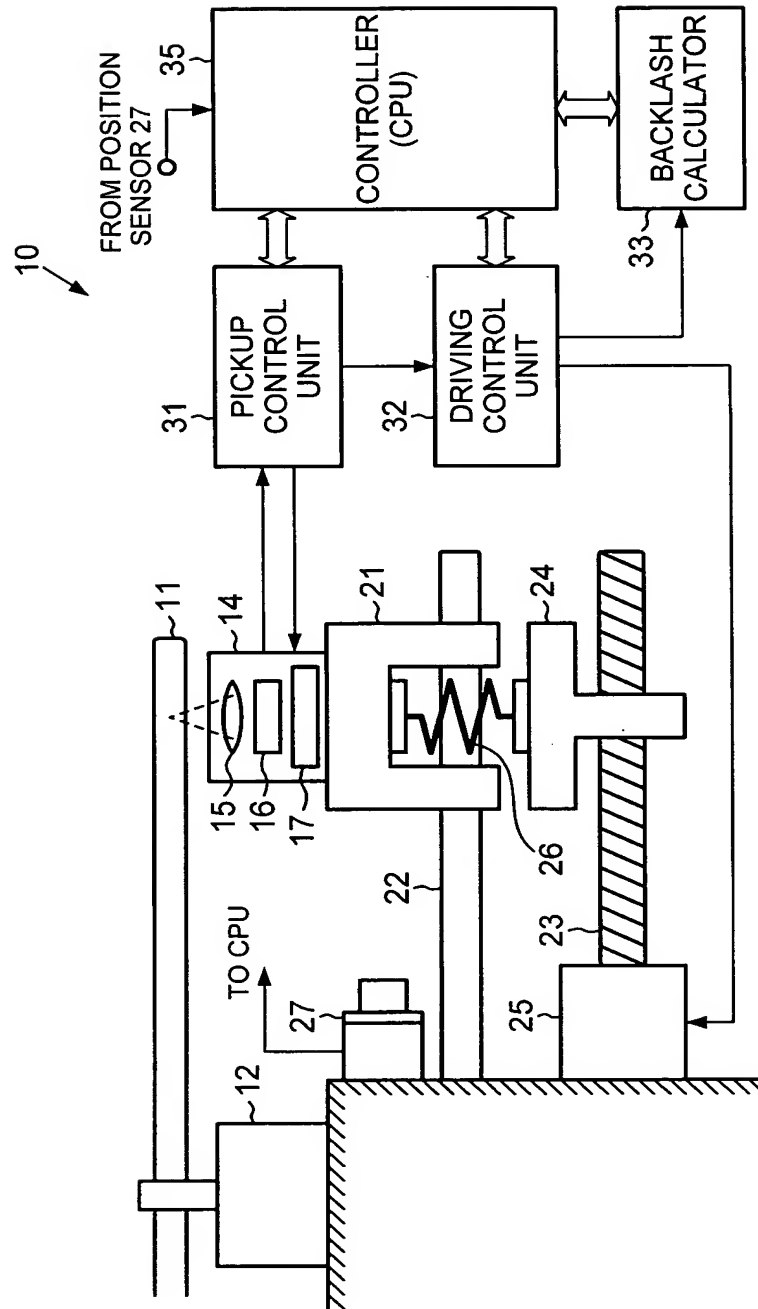 10
FROM POSITION
SENSOR 27
35
CONTROLLER
(CPU)
31
PICKUP
CONTROL
UNIT
32
DRIVING
CONTROL
UNIT
33
BACKLASH
CALCULATOR
11
14
15
16
17
21
22
26
24
23
25
TO CPU
27
12